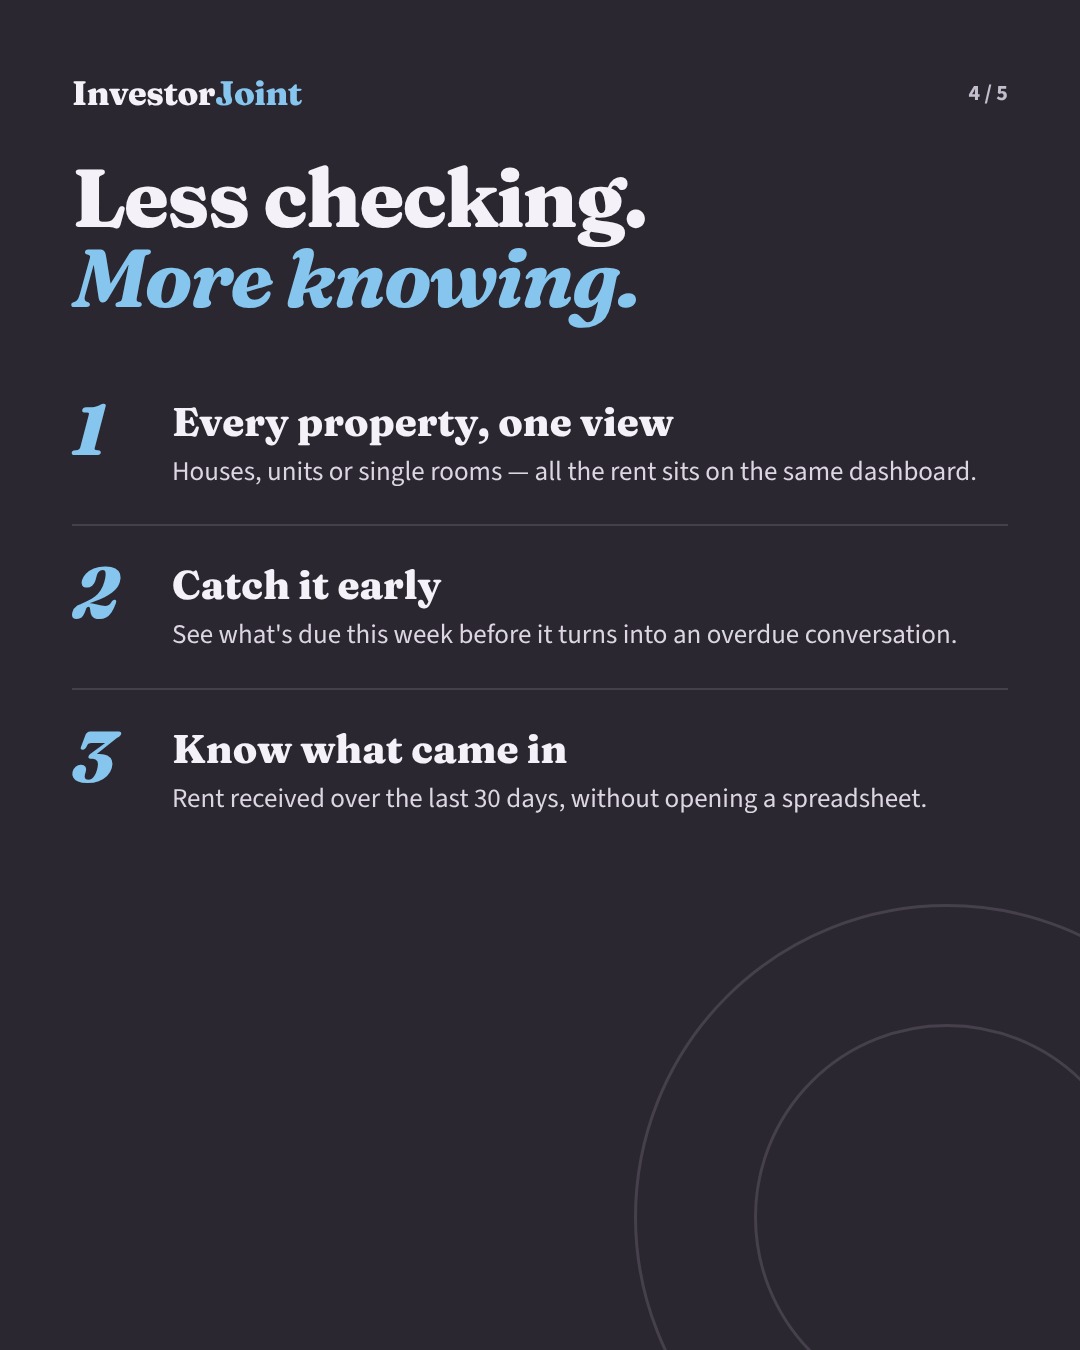 InvestorJoint
4 / 5
Less checking.
More knowing.
1
Every property, one view
Houses, units or single rooms — all the rent sits on the same dashboard.
2
Catch it early
See what's due this week before it turns into an overdue conversation.
3
Know what came in
Rent received over the last 30 days, without opening a spreadsheet.